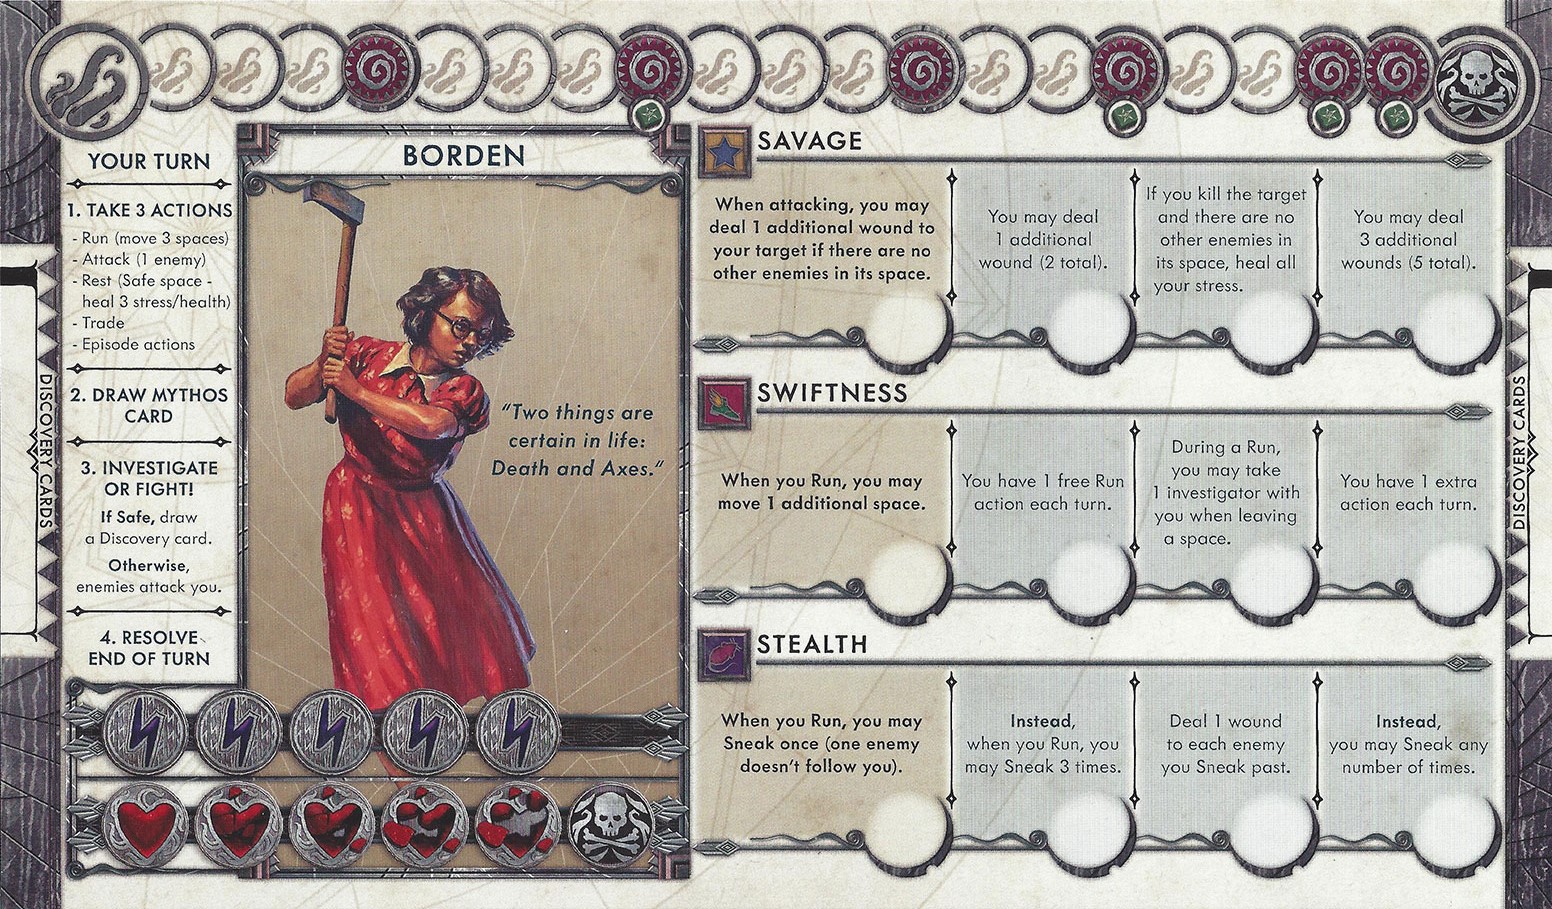 BORDEN
YOUR TURN
1. TAKE 3 ACTIONS
- Run (move 3 spaces)
- Attack (1 enemy)
- Rest (Safe space -
heal 3 stress/health)
- Trade
- Episode actions
2. DRAW MYTHOS
CARD
3. INVESTIGATE
OR FIGHT!
If Safe, draw
a Discovery card.
Otherwise,
enemies attack you.
4. RESOLVE
END OF TURN
DISCOVERY CARDS
"Two things are
certain in life:
Death and Axes."
SAVAGE
When attacking, you may
deal 1 additional wound to
your target if there are no
other enemies in its space.
You may deal
1 additional
wound (2 total).
If you kill the target
and there are no
other enemies in
its space, heal all
your stress.
You may deal
3 additional
wounds (5 total).
SWIFTNESS
When you Run, you may
move 1 additional space.
You have 1 free Run
action each turn.
During a Run,
you may take
1 investigator with
you when leaving
a space.
You have 1 extra
action each turn.
STEALTH
When you Run, you may
Sneak once (one enemy
doesn't follow you).
Instead,
when you Run, you
may Sneak 3 times.
Deal 1 wound
to each enemy
you Sneak past.
Instead,
you may Sneak any
number of times.
DISCOVERY CARDS